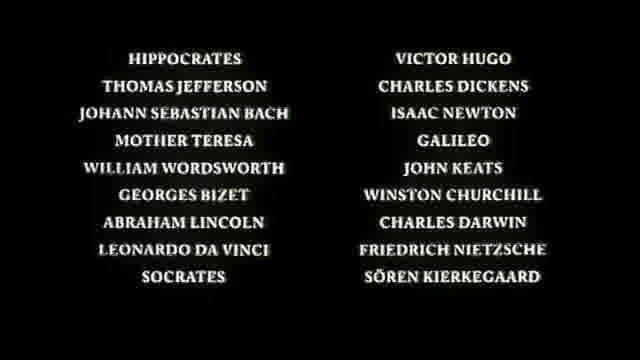 HIPPOCRATES
THOMAS JEFFERSON
JOHANN SEBASTIAN BACH
MOTHER TERESA
WILLIAM WORDSWORTH
GEORGES BIZET
ABRAHAM LINCOLN
LEONARDO DA VINCI
SOCRATES
VICTOR HUGO
CHARLES DICKENS
ISAAC NEWTON
GALILEO
JOHN KEATS
WINSTON CHURCHILL
CHARLES DARWIN
FRIEDRICH NIETZSCHE
SÖREN KIERKEGAARD